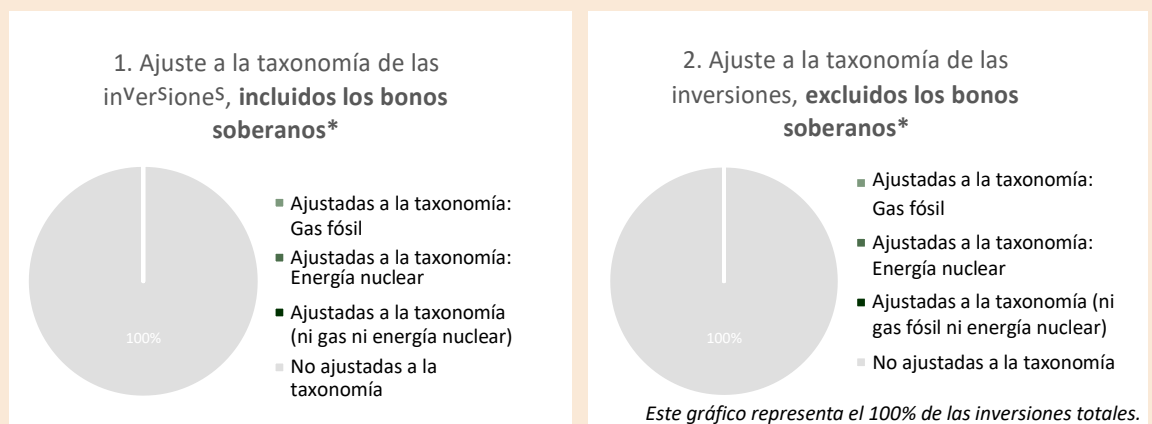 1. Ajuste a la taxonomía de las
inversiones, incluidos los bonos
soberanos*
100%
Ajustadas a la taxonomía:
Gas fósil
Ajustadas a la taxonomía:
Energía nuclear
Ajustadas a la taxonomía
(ni gas ni energía nuclear)
No ajustadas a la
taxonomía
2. Ajuste a la taxonomía de las
inversiones, excluidos los bonos
soberanos*
100%
Ajustadas a la taxonomía:
Gas fósil
Ajustadas a la taxonomía:
Energía nuclear
Ajustadas a la taxonomía (ni
gas fósil ni energía nuclear)
No ajustadas a la taxonomía
Este gráfico representa el 100% de las inversiones totales.